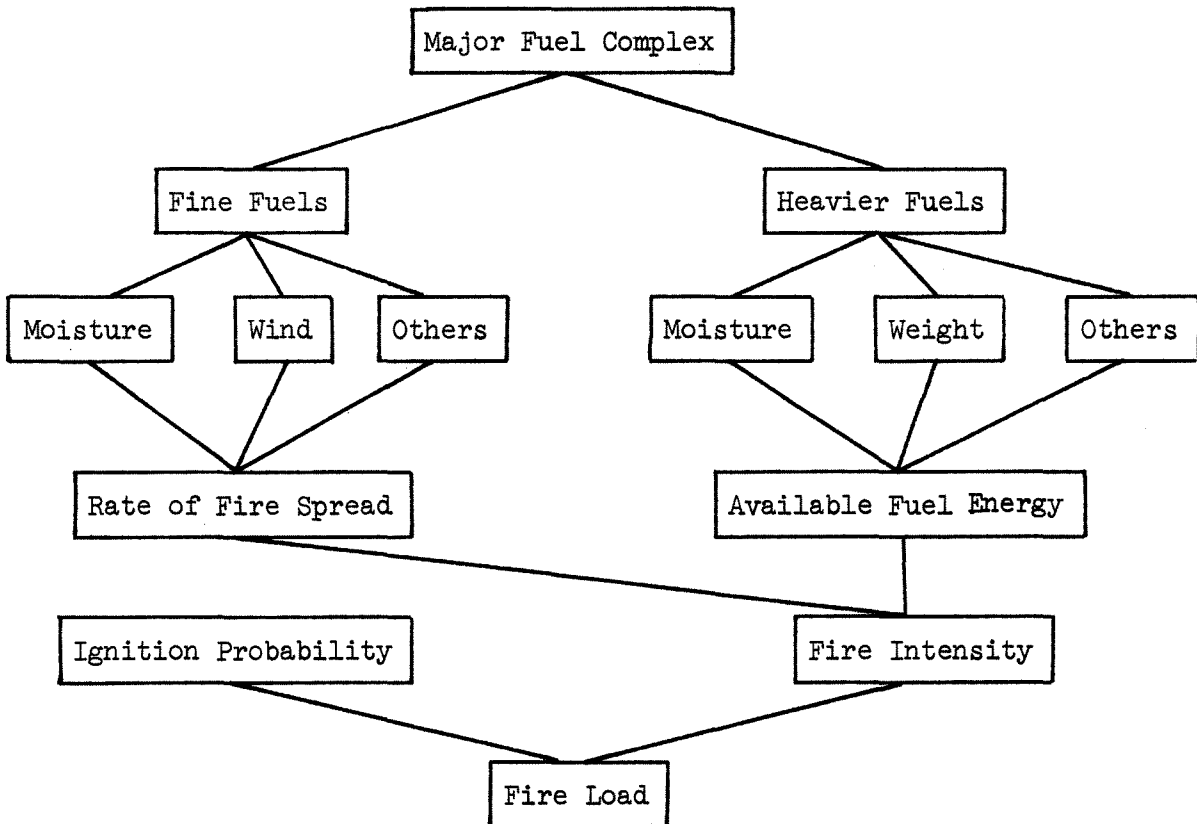 Major Fuel Complex
Fine Fuels
Heavier Fuels
Moisture
Wind
Others
Moisture
Weight
Others
Rate of Fire Spread
Available Fuel Energy
Ignition Probability
Fire Intensity
Fire Load